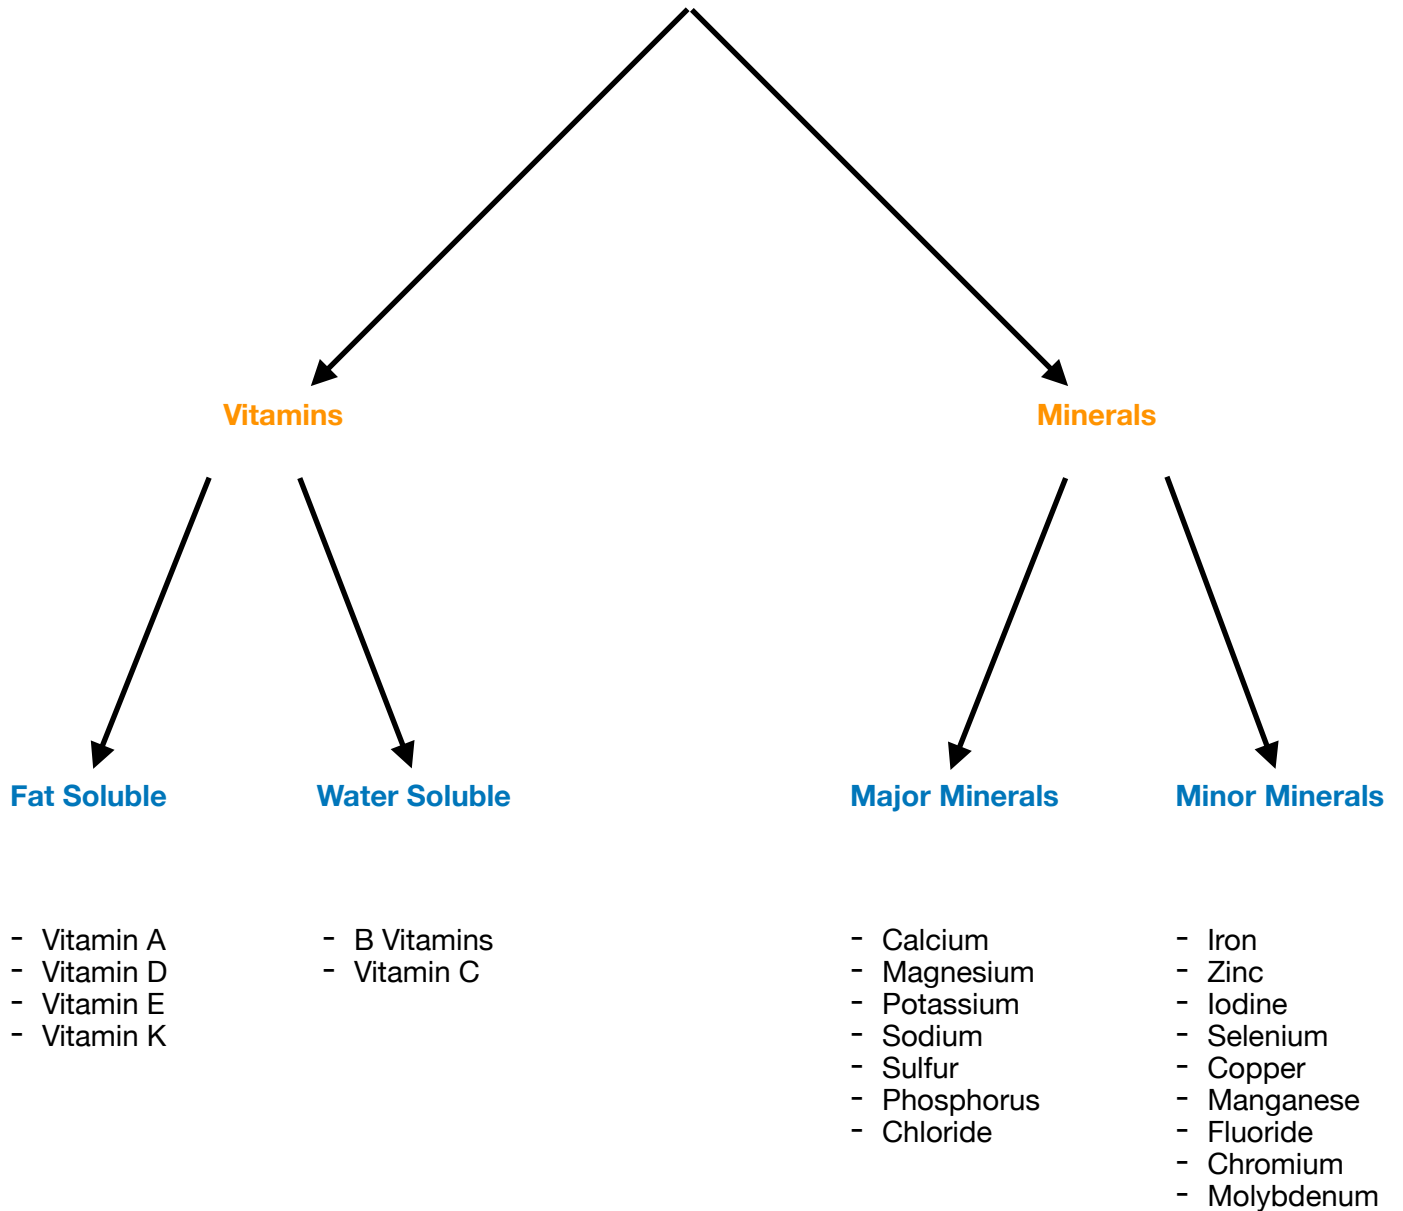 Vitamins
Minerals
Fat Soluble
Water Soluble
Major Minerals
Minor Minerals
- Vitamin A
- Vitamin D
- Vitamin E
- Vitamin K
- B Vitamins
- Vitamin C
- Calcium
- Magnesium
- Potassium
- Sodium
- Sulfur
- Phosphorus
- Chloride
- Iron
- Zinc
- Iodine
- Selenium
- Copper
- Manganese
- Fluoride
- Chromium
- Molybdenum